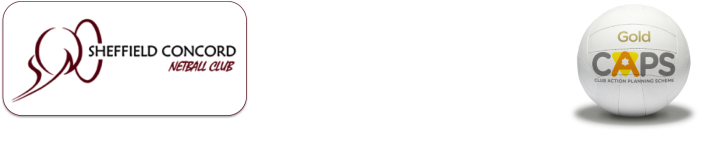 SHEFFIELD CONCORD
NETBALL CLUB
Gold
CAPS
CLUB ACTION PLANNING SCHEME